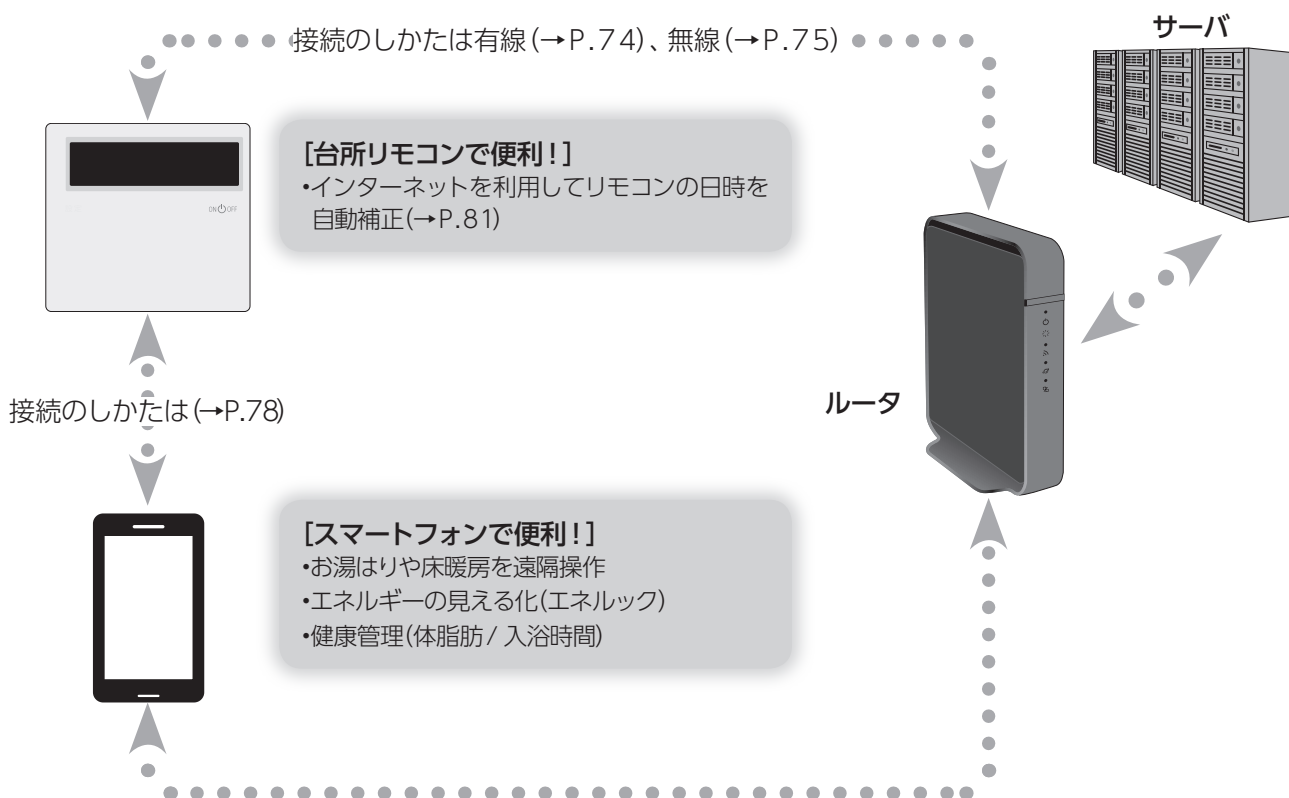 サーバ
接続のしかたは有線(→P.74)、無線(→P.75)
[台所リモコンで便利!]
•インターネットを利用してリモコンの日時を
自動補正(→P.81)
ON OFF
ルータ
接続のしかたは(→P.78)
[スマートフォンで便利!]
•お湯はりや床暖房を遠隔操作
•エネルギーの見える化(エネルック)
•健康管理(体脂肪/ 入浴時間)